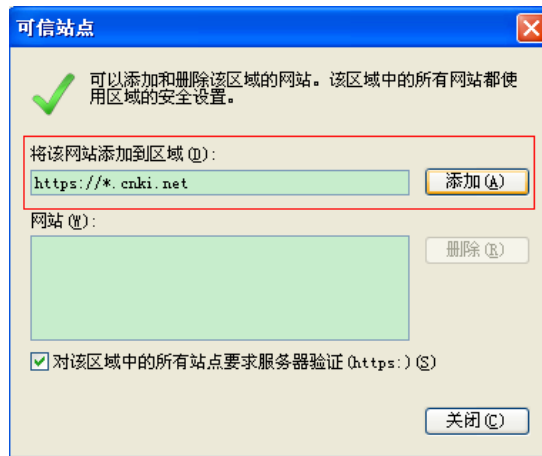 可信站点
可以添加和删除该区域的网站。该区域中的所有网站都使
用区域的安全设置。
将该网站添加到区域(D):
https://*.cnki.net
添加(A)
网站(W):
删除(R)
对该区域中的所有站点要求服务器验证(https:)(S)
关闭(C)